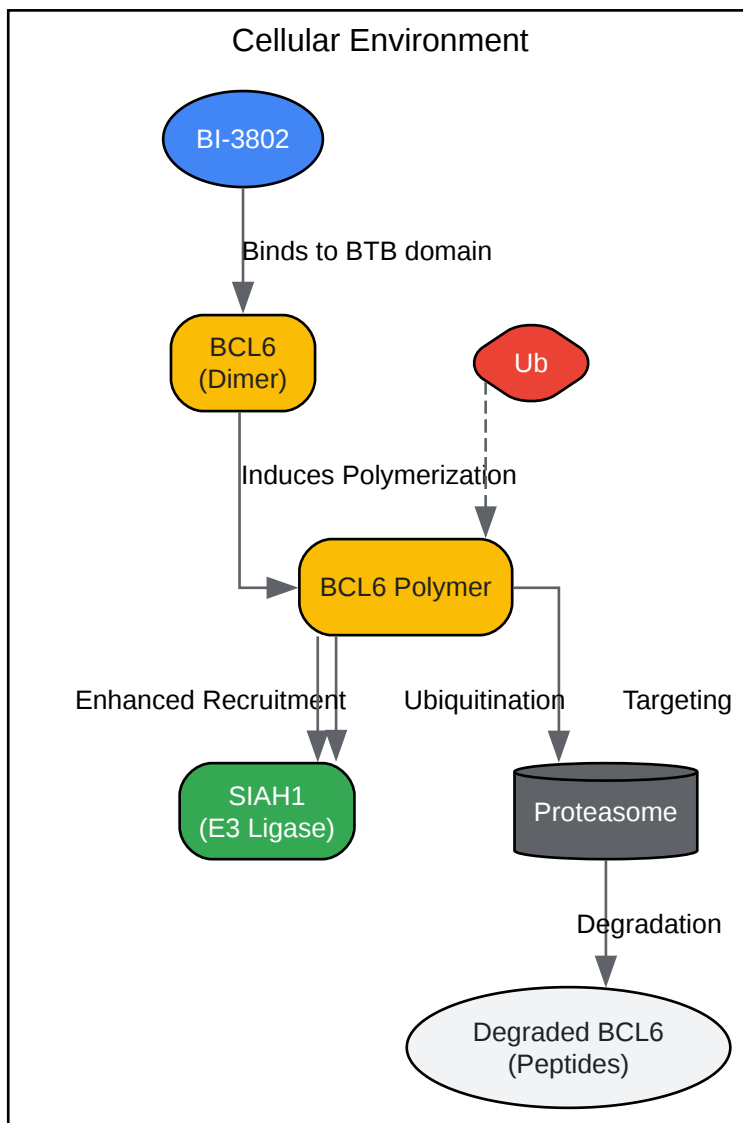 Cellular Environment
BI-3802
Binds to BTB domain
BCL6
(Dimer)
Ub
Induces Polymerization
BCL6 Polymer
Enhanced Recruitment
Ubiquitination
Targeting
SIAH1
(E3 Ligase)
Proteasome
Degradation
Degraded BCL6
(Peptides)